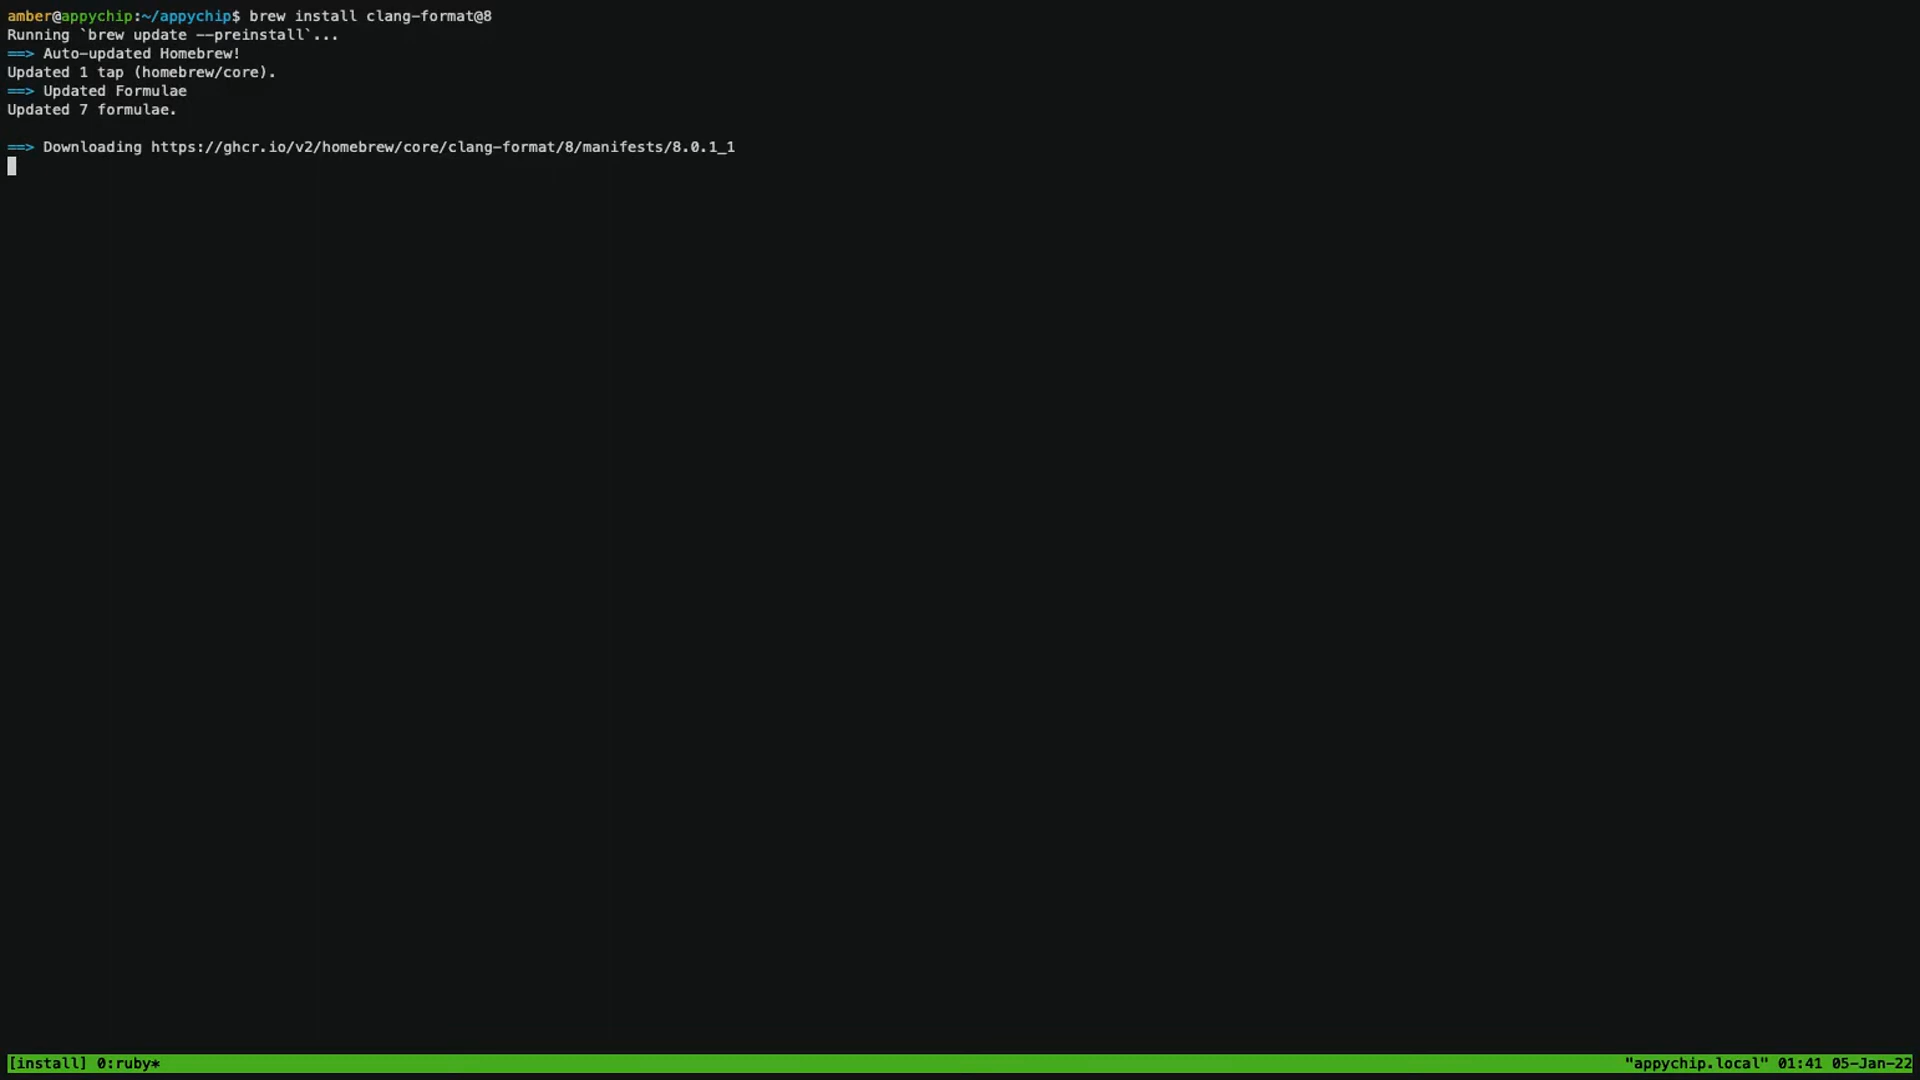 amber@appychip:~/appychip$ brew install clang-format@8
Running `brew update --preinstall`...
==> Auto-updated Homebrew!
Updated 1 tap (homebrew/core).
==> Updated Formulae
Updated 7 formulae.
==> Downloading https://ghcr.io/v2/homebrew/core/clang-format/8/manifests/8.0.1_1
[install] 0:ruby* "appychip.local" 01:41 05-Jan-22